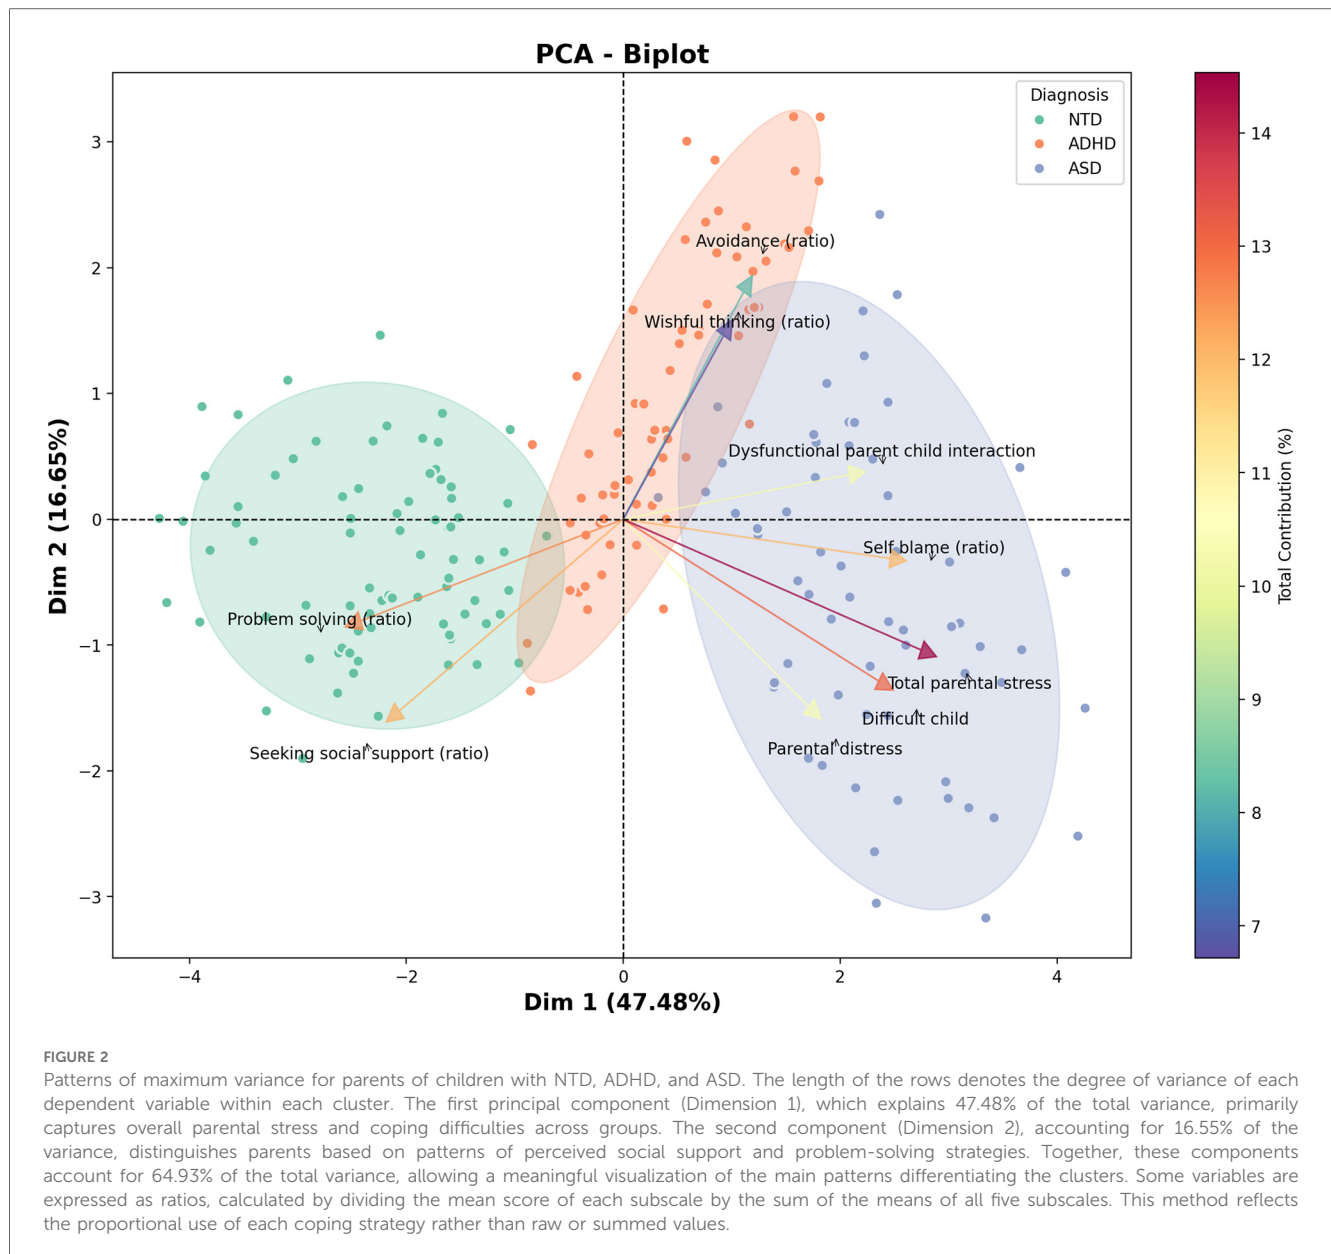 PCA - Biplot
Diagnosis
NTD
ADHD
ASD
3
2
1
0
−1
−2
−3
−4
−2
0
2
4
Dim 2 (16.65%)
Dim 1 (47.48%)
Avoidance (ratio)
Wishful thinking (ratio)
Dysfunctional parent child interaction
Self blame (ratio)
Problem solving (ratio)
Total parental stress
Difficult child
Parental distress
Seeking social support (ratio)
14
13
12
11
10
9
8
7
Total Contribution (%)
FIGURE 2
Patterns of maximum variance for parents of children with NTD, ADHD, and ASD. The length of the rows denotes the degree of variance of each
dependent variable within each cluster. The first principal component (Dimension 1), which explains 47.48% of the total variance, primarily
captures overall parental stress and coping difficulties across groups. The second component (Dimension 2), accounting for 16.55% of the
variance, distinguishes parents based on patterns of perceived social support and problem-solving strategies. Together, these components
account for 64.93% of the total variance, allowing a meaningful visualization of the main patterns differentiating the clusters. Some variables are
expressed as ratios, calculated by dividing the mean score of each subscale by the sum of the means of all five subscales. This method reflects
the proportional use of each coping strategy rather than raw or summed values.